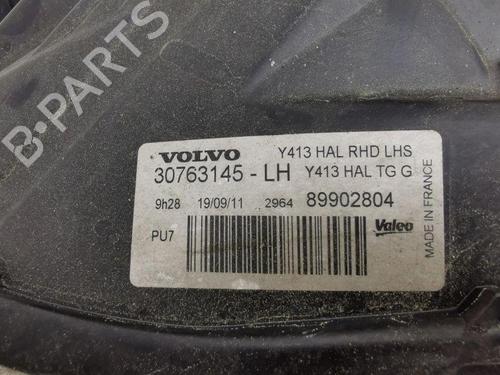 VOLVO Y413 HAL RHD LHS
30763145 - LH Y413 HAL TG G
9h28 19/09/11 2964 89902804
PU7 Valeo
MADE IN FRANCE
B-PARTS